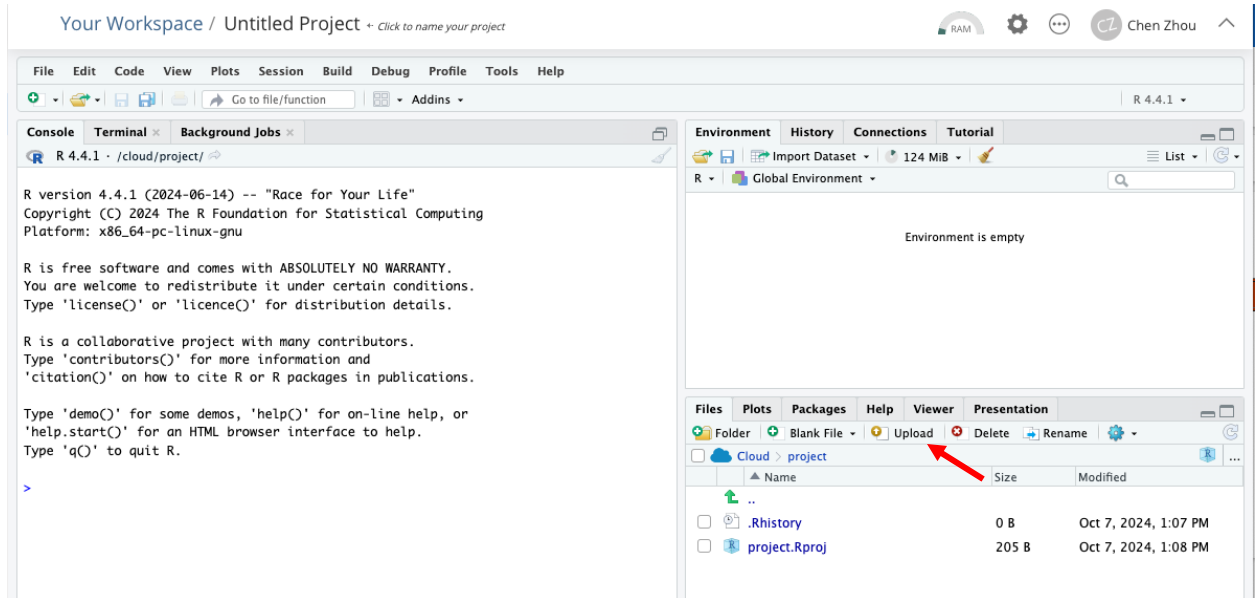 Your Workspace / Untitled Project ← Click to name your project
RAM
CZ Chen Zhou
File Edit Code View Plots Session Build Debug Profile Tools Help
Go to file/function Addins R 4.4.1
Console Terminal × Background Jobs ×
R 4.4.1 · /cloud/project/
R version 4.4.1 (2024-06-14) -- "Race for Your Life"
Copyright (C) 2024 The R Foundation for Statistical Computing
Platform: x86_64-pc-linux-gnu
R is free software and comes with ABSOLUTELY NO WARRANTY.
You are welcome to redistribute it under certain conditions.
Type 'license()' or 'licence()' for distribution details.
R is a collaborative project with many contributors.
Type 'contributors()' for more information and
'citation()' on how to cite R or R packages in publications.
Type 'demo()' for some demos, 'help()' for on-line help, or
'help.start()' for an HTML browser interface to help.
Type 'q()' to quit R.
>
Environment History Connections Tutorial
Import Dataset 124 MiB List
R Global Environment
Environment is empty
Files Plots Packages Help Viewer Presentation
Folder Blank File Upload Delete Rename
Cloud > project R ...
Name Size Modified
..
.Rhistory 0 B Oct 7, 2024, 1:07 PM
project.Rproj 205 B Oct 7, 2024, 1:08 PM